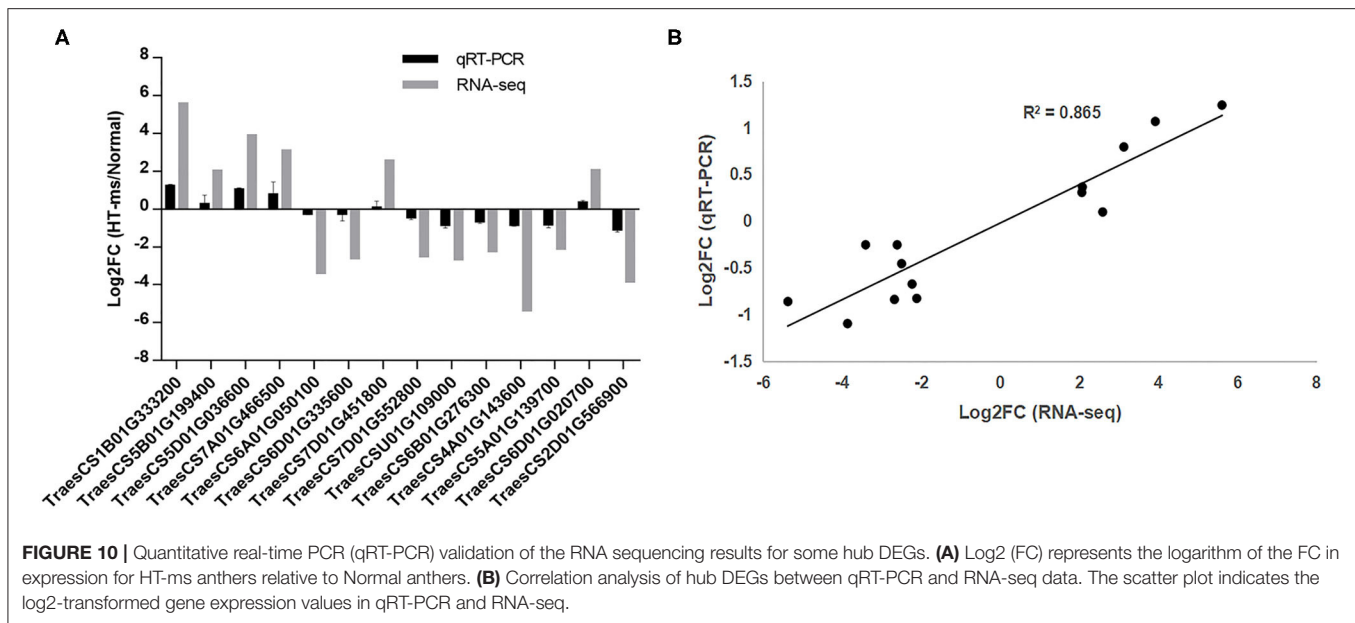 A
qRT-PCR
RNA-seq
Log2FC (HT-ms/Normal)
8
6
4
2
0
-2
-4
-6
-8
TraesCS1B01G333200
TraesCS5B01G199400
TraesCS5D01G036600
TraesCS7A01G466500
TraesCS6A01G050100
TraesCS6D01G335600
TraesCS7D01G451800
TraesCS7D01G552800
TraesCSU01G109000
TraesCS6B01G276300
TraesCS4A01G143600
TraesCS5A01G139700
TraesCS6D01G020700
TraesCS2D01G566900
B
R² = 0.865
Log2FC (qRT-PCR)
1.5
1
0.5
0
-0.5
-1
-1.5
-6 -4 -2 0 2 4 6 8
Log2FC (RNA-seq)
FIGURE 10 | Quantitative real-time PCR (qRT-PCR) validation of the RNA sequencing results for some hub DEGs. (A) Log2 (FC) represents the logarithm of the FC in
expression for HT-ms anthers relative to Normal anthers. (B) Correlation analysis of hub DEGs between qRT-PCR and RNA-seq data. The scatter plot indicates the
log2-transformed gene expression values in qRT-PCR and RNA-seq.